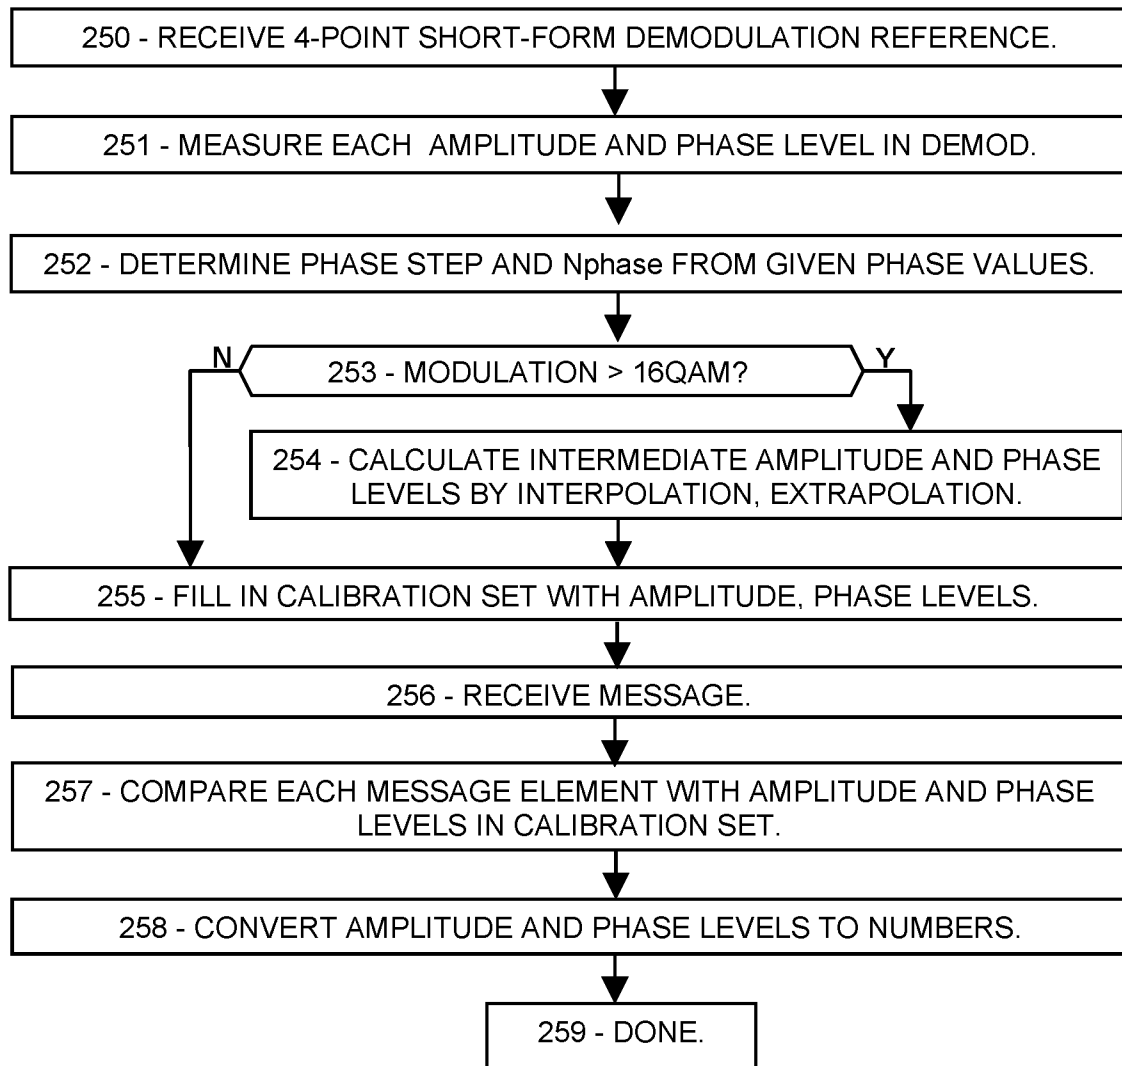 250 - RECEIVE 4-POINT SHORT-FORM DEMODULATION REFERENCE.
251 - MEASURE EACH  AMPLITUDE AND PHASE LEVEL IN DEMOD.
252 - DETERMINE PHASE STEP AND Nphase FROM GIVEN PHASE VALUES.
N
253 - MODULATION > 16QAM?
Y
254 - CALCULATE INTERMEDIATE AMPLITUDE AND PHASE
LEVELS BY INTERPOLATION, EXTRAPOLATION.
255 - FILL IN CALIBRATION SET WITH AMPLITUDE, PHASE LEVELS.
256 - RECEIVE MESSAGE.
257 - COMPARE EACH MESSAGE ELEMENT WITH AMPLITUDE AND PHASE
LEVELS IN CALIBRATION SET.
258 - CONVERT AMPLITUDE AND PHASE LEVELS TO NUMBERS.
259 - DONE.